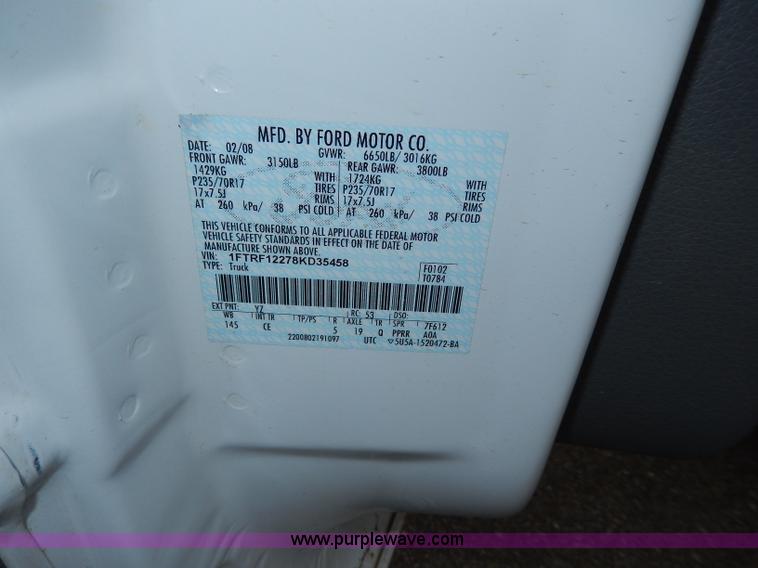 MFD. BY FORD MOTOR CO.
DATE: 02/08 GVWR: 6650LB/ 3016KG
FRONT GAWR: 3150LB REAR GAWR: 3800LB
1429KG WITH 1724KG WITH
P235/70R17 TIRES P235/70R17 TIRES
17x7.5J RIMS 17x7.5J RIMS
AT 260 kPa/ 38 PSI COLD AT 260 kPa/ 38 PSI COLD
THIS VEHICLE CONFORMS TO ALL APPLICABLE FEDERAL MOTOR
VEHICLE SAFETY STANDARDS IN EFFECT ON THE DATE OF
MANUFACTURE SHOWN ABOVE.
VIN: 1FTRF12278KD35458 F0102
TYPE: Truck T0784
EXT PNT: YZ RC: 53 DSO:
WB INT TR TP/PS R AXLE TR SPR 7F612
145 CE 5 19 Q PPRR A0A
2200802191097 UTC ▽5U5A-1520472-BA
www.purplewave.com